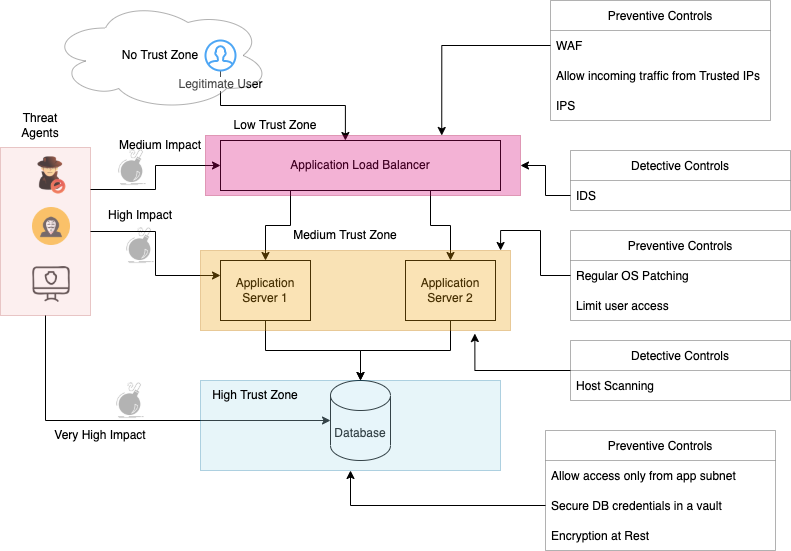 Preventive Controls
WAF
Allow incoming traffic from Trusted IPs
IPS
No Trust Zone
Legitimate User
Threat
Agents
Low Trust Zone
Medium Impact
Application Load Balancer
Detective Controls
IDS
High Impact
Medium Trust Zone
Preventive Controls
Regular OS Patching
Limit user access
Application
Server 1
Application
Server 2
Detective Controls
Host Scanning
High Trust Zone
Very High Impact
Database
Preventive Controls
Allow access only from app subnet
Secure DB credentials in a vault
Encryption at Rest